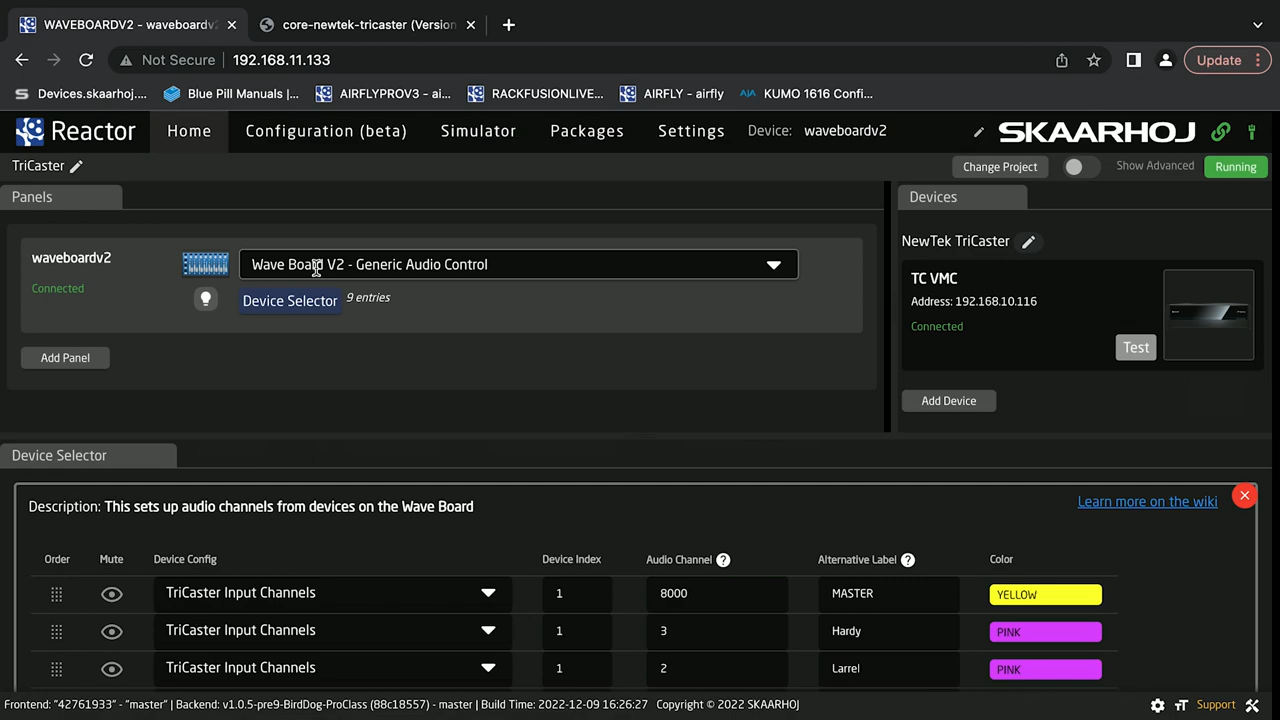 WAVEBOARDV2 - waveboardv2
core-newtek-tricaster (Version
Not Secure
192.168.11.133
Update
Devices.skaarhoj....
Blue Pill Manuals |...
AIRFLYPROV3 - ai...
RACKFUSIONLIVE...
AIRFLY - airfly
KUMO 1616 Confi...
Reactor
Home
Configuration (beta)
Simulator
Packages
Settings
Device: waveboardv2
SKAARHOJ
TriCaster
Change Project
Show Advanced
Running
Panels
Devices
waveboardv2
Connected
Wave Board V2 - Generic Audio Control
Device Selector
9 entries
Add Panel
NewTek TriCaster
TC VMC
Address: 192.168.10.116
Connected
Test
Add Device
Device Selector
Description: This sets up audio channels from devices on the Wave Board
Learn more on the wiki
Order Mute Device Config Device Index Audio Channel ? Alternative Label ? Color
TriCaster Input Channels 1 8000 MASTER YELLOW
TriCaster Input Channels 1 3 Hardy PINK
TriCaster Input Channels 1 2 Larrel PINK
Frontend: "42761933" - "master" | Backend: v1.0.5-pre9-BirdDog-ProClass (88c18557) - master | Build Time: 2022-12-09 16:26:27 Copyright © 2022 SKAARHOJ
Support